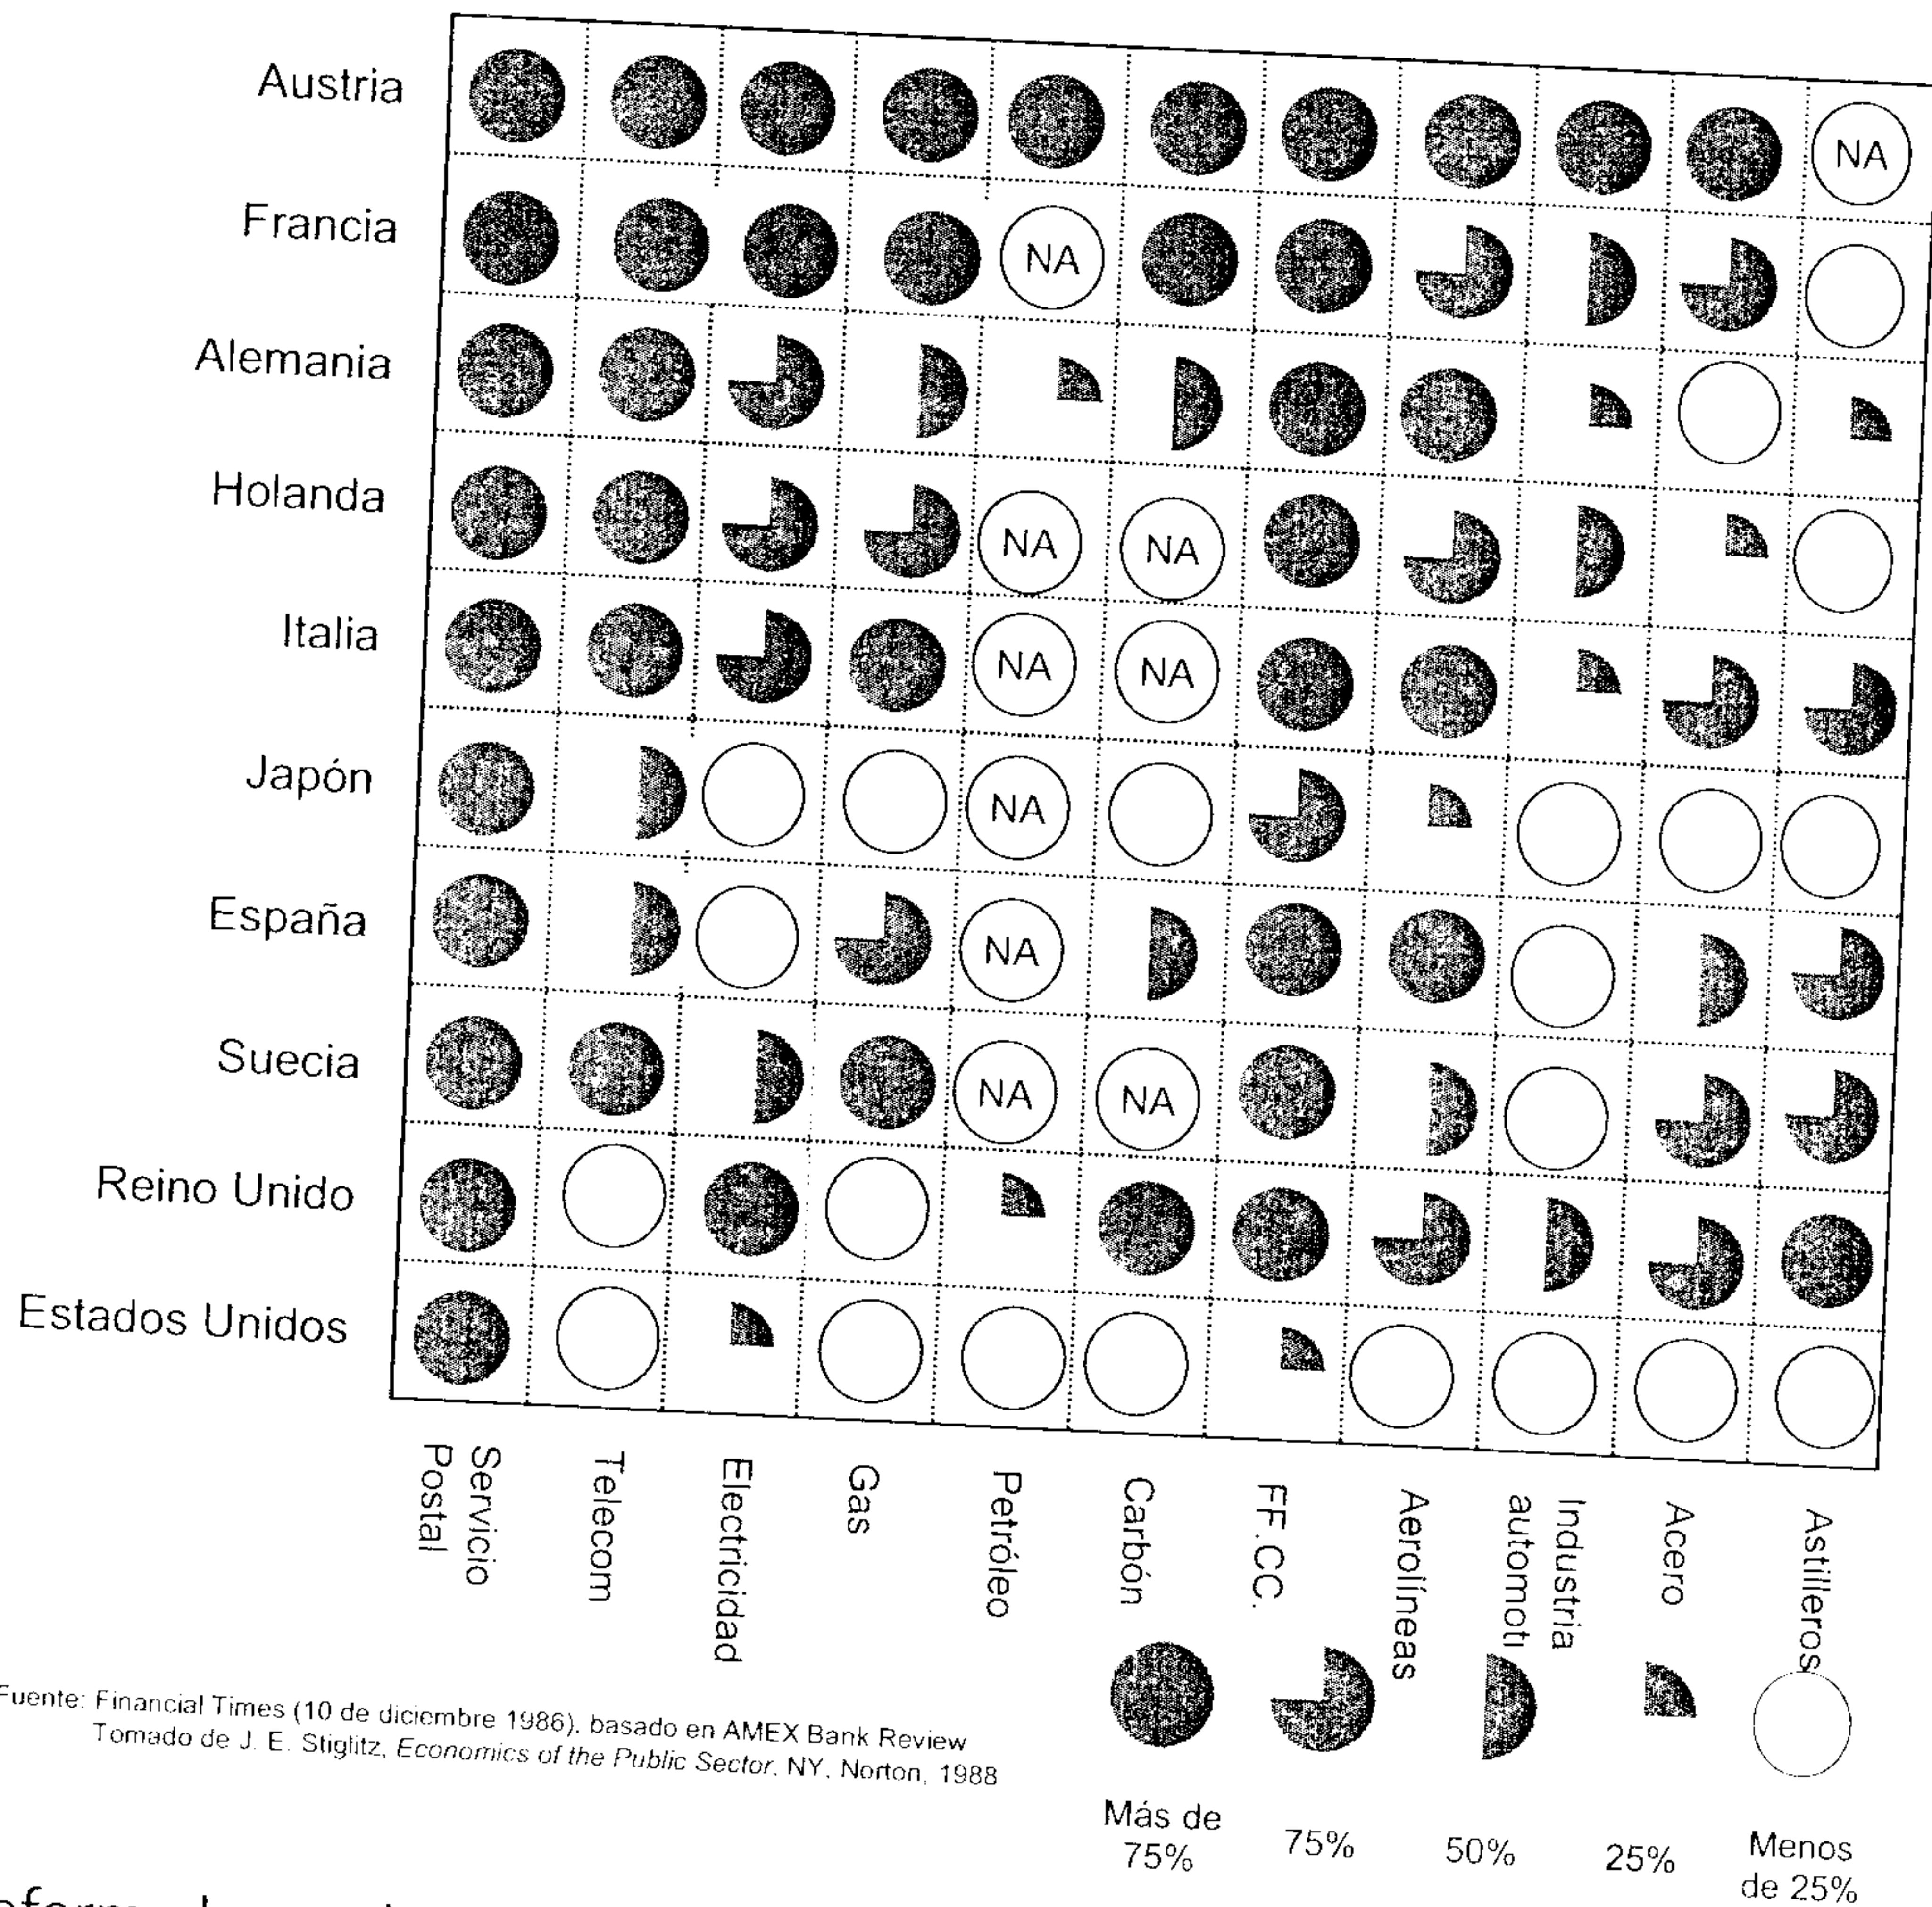 Austria
NA
Francia
NA
Alemania
Holanda
NA NA
Italia
NA NA
Japón
NA
España
NA
Suecia
NA NA
Reino Unido
Estados Unidos
Servicio
Postal
Telecom
Electricidad
Gas
Petróleo
Carbón
FF.CC.
Aerolíneas
Industria
automoti
Acero
Astilleros
Fuente: Financial Times (10 de diciembre 1986), basado en AMEX Bank Review
Tomado de J. E. Stiglitz, Economics of the Public Sector, NY, Norton, 1988
Más de
75%
75%
50%
25%
Menos
de 25%